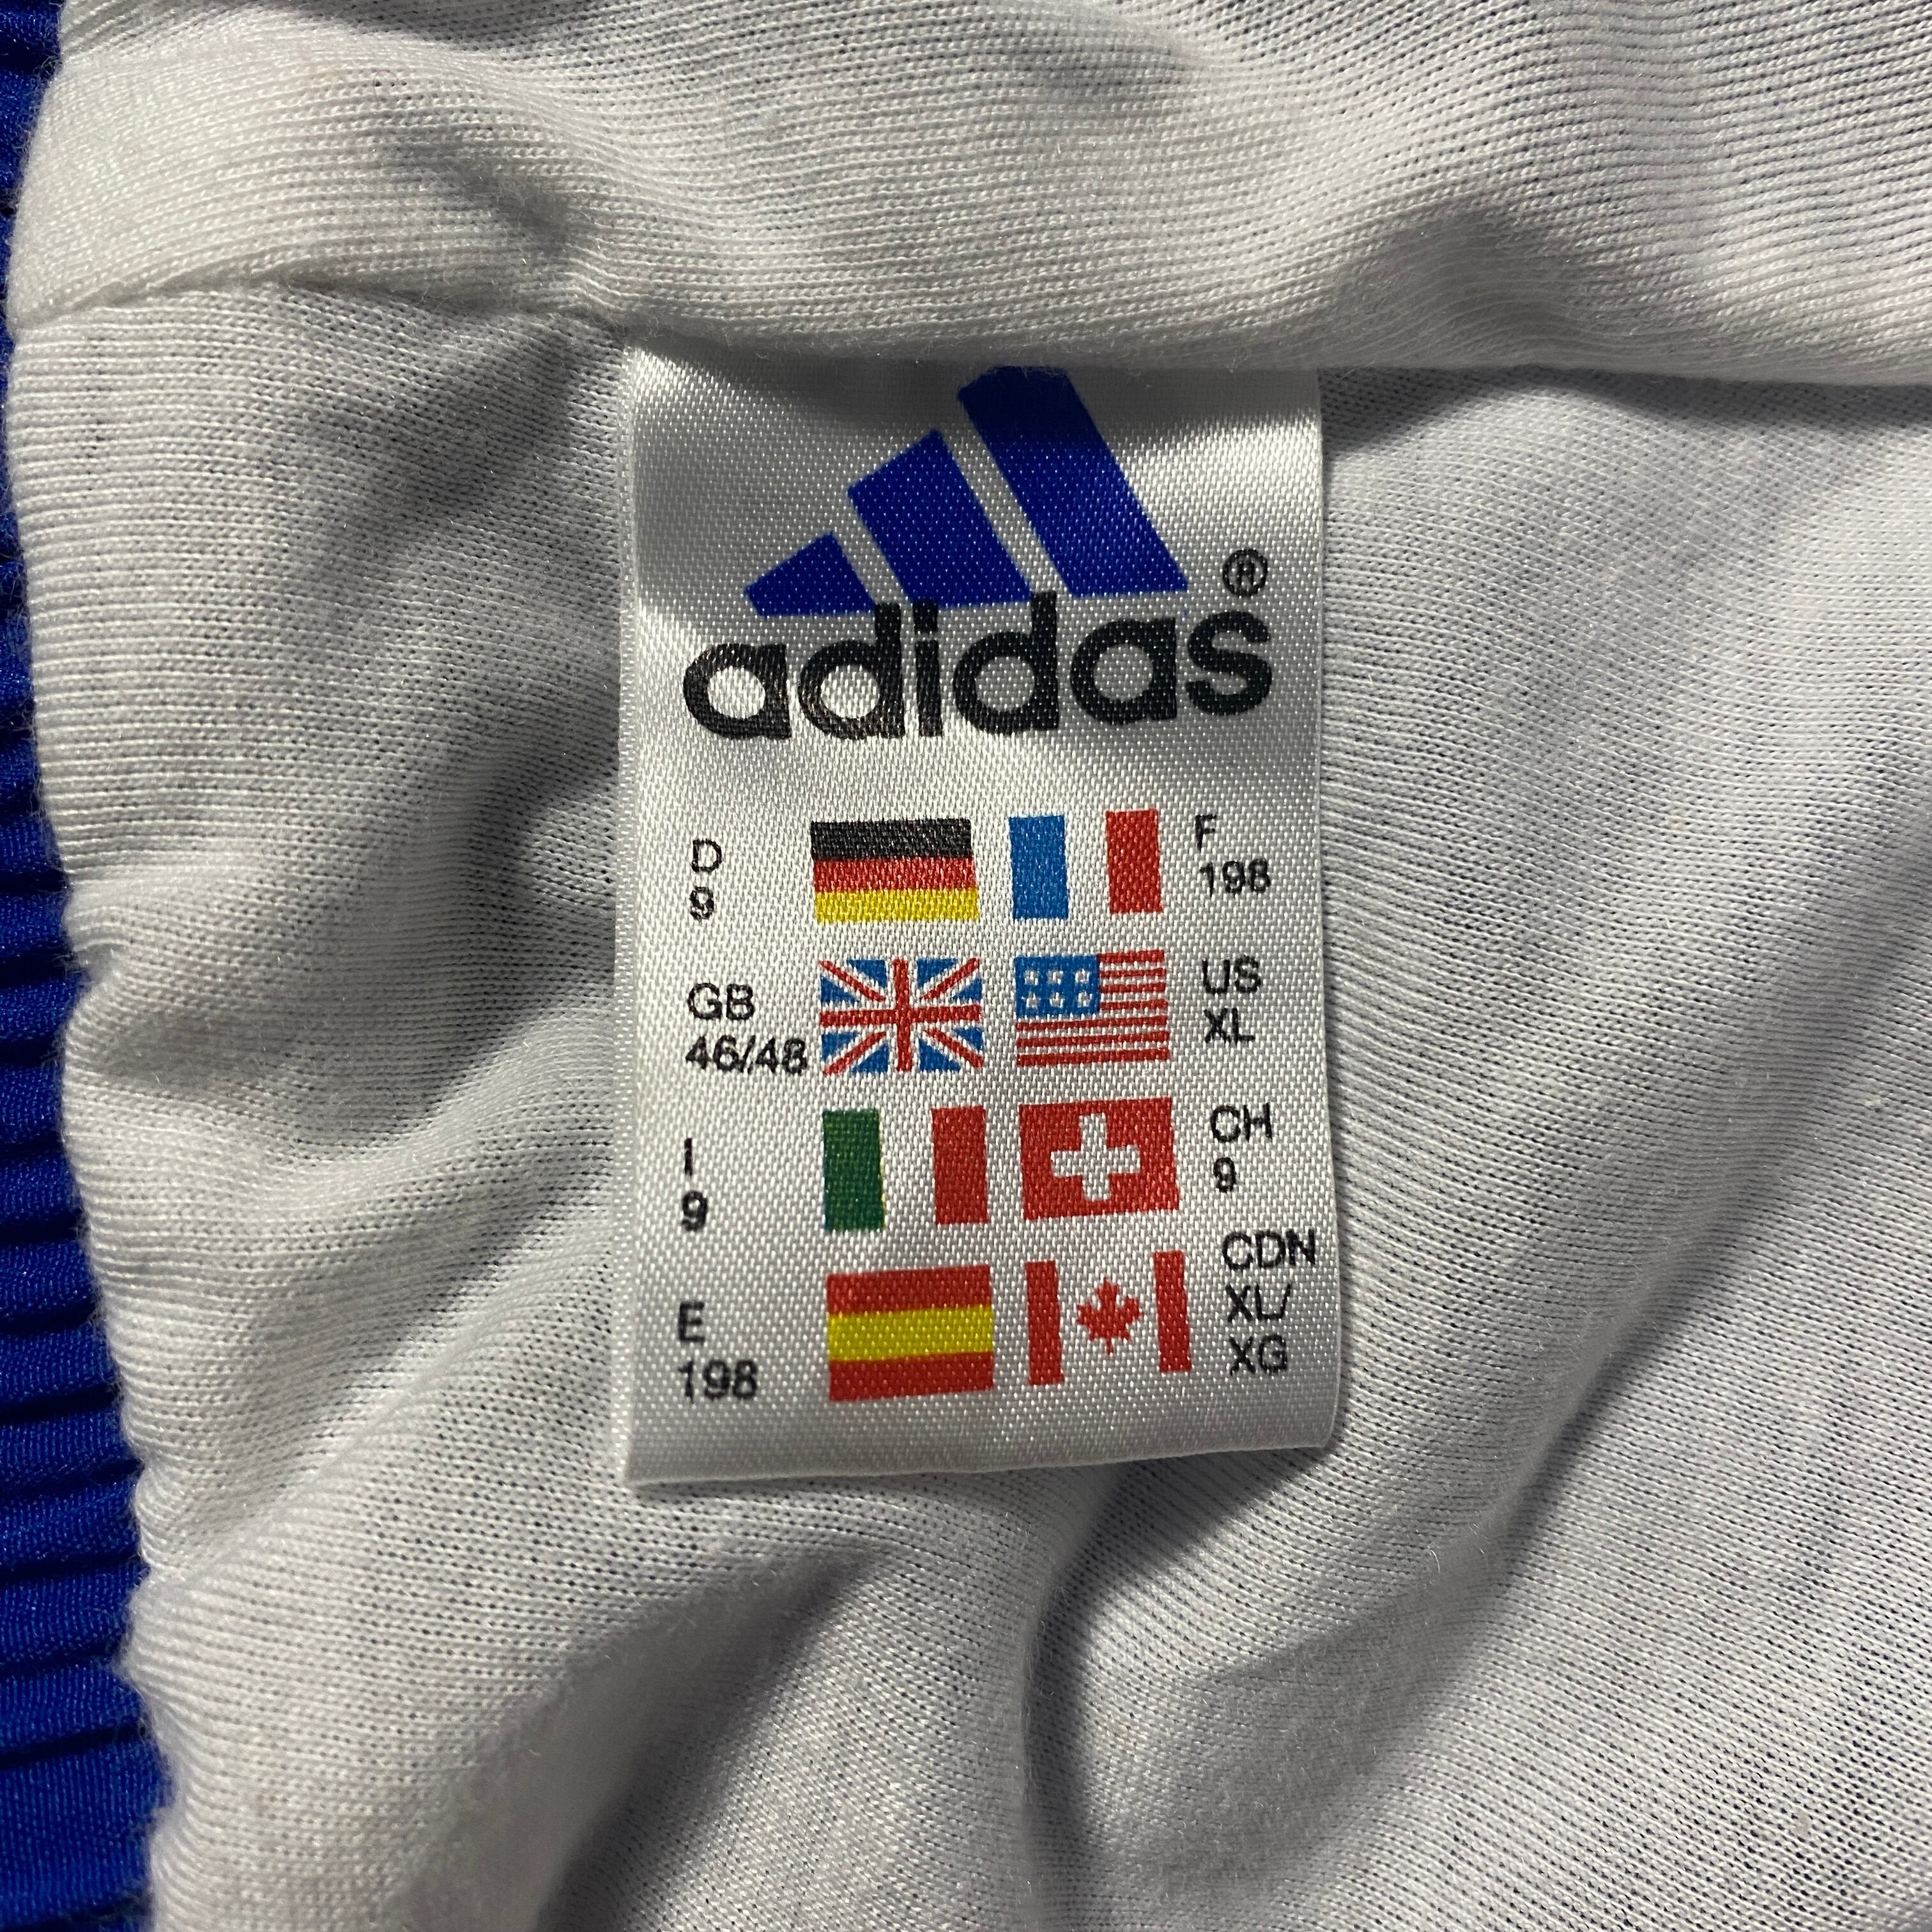 adidas®
D
9
F
198
GB
46/48
US
XL
I
9
CH
9
E
198
CDN
XL/
XG